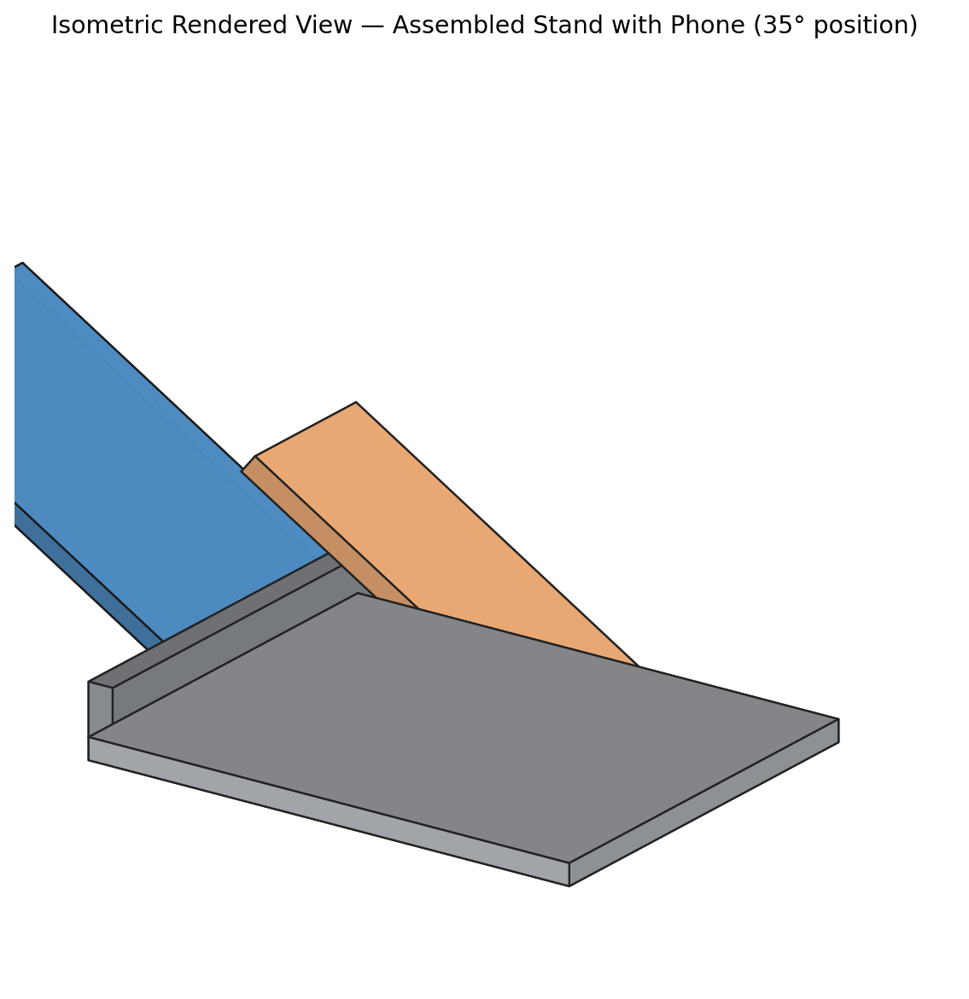 Isometric Rendered View — Assembled Stand with Phone (35° position)